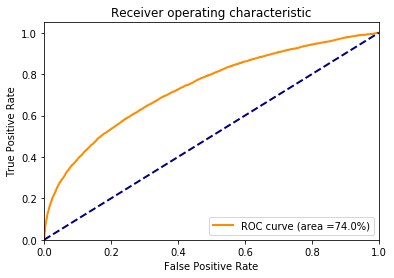 Receiver operating characteristic
True Positive Rate
1.0
0.8
0.6
0.4
0.2
0.0
0.0 0.2 0.4 0.6 0.8 1.0
False Positive Rate
ROC curve (area =74.0%)